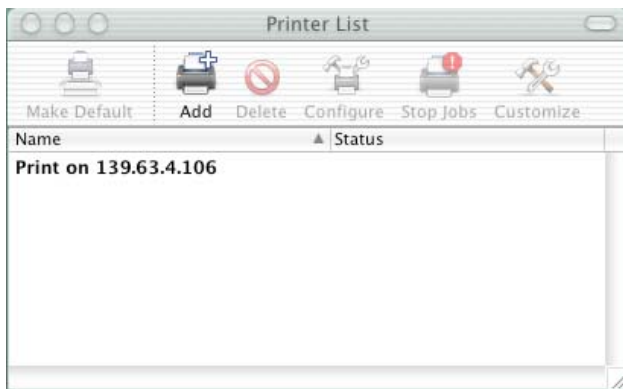 Printer List
Make Default Add Delete Configure Stop Jobs Customize
Name Status
Print on 139.63.4.106